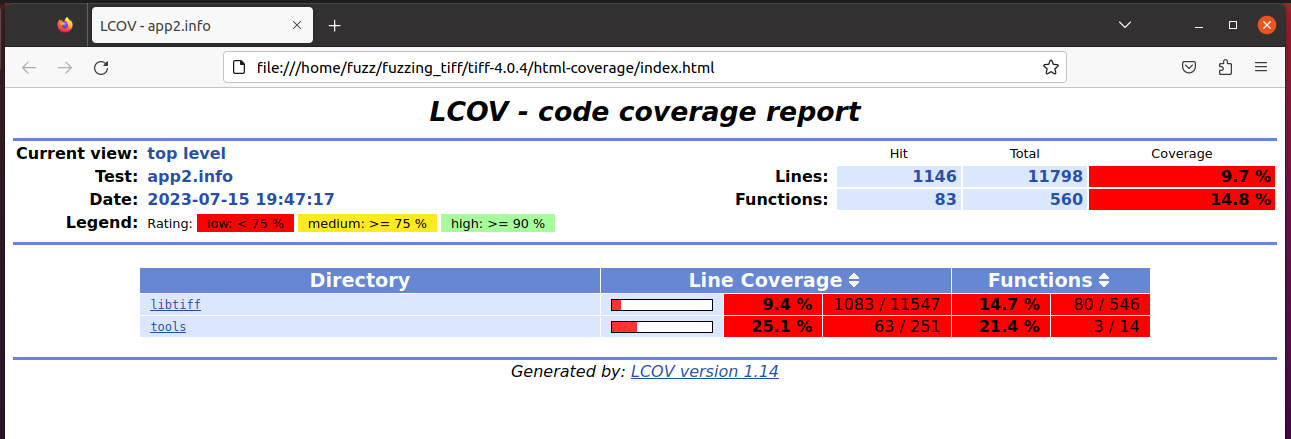 LCOV - app2.info
file:///home/fuzz/fuzzing_tiff/tiff-4.0.4/html-coverage/index.html
LCOV - code coverage report
Current view: top level Hit Total Coverage
Test: app2.info Lines: 1146 11798 9.7 %
Date: 2023-07-15 19:47:17 Functions: 83 560 14.8 %
Legend: Rating: low: < 75 % medium: >= 75 % high: >= 90 %
Directory Line Coverage Functions
libtiff 9.4 % 1083 / 11547 14.7 % 80 / 546
tools 25.1 % 63 / 251 21.4 % 3 / 14
Generated by: LCOV version 1.14